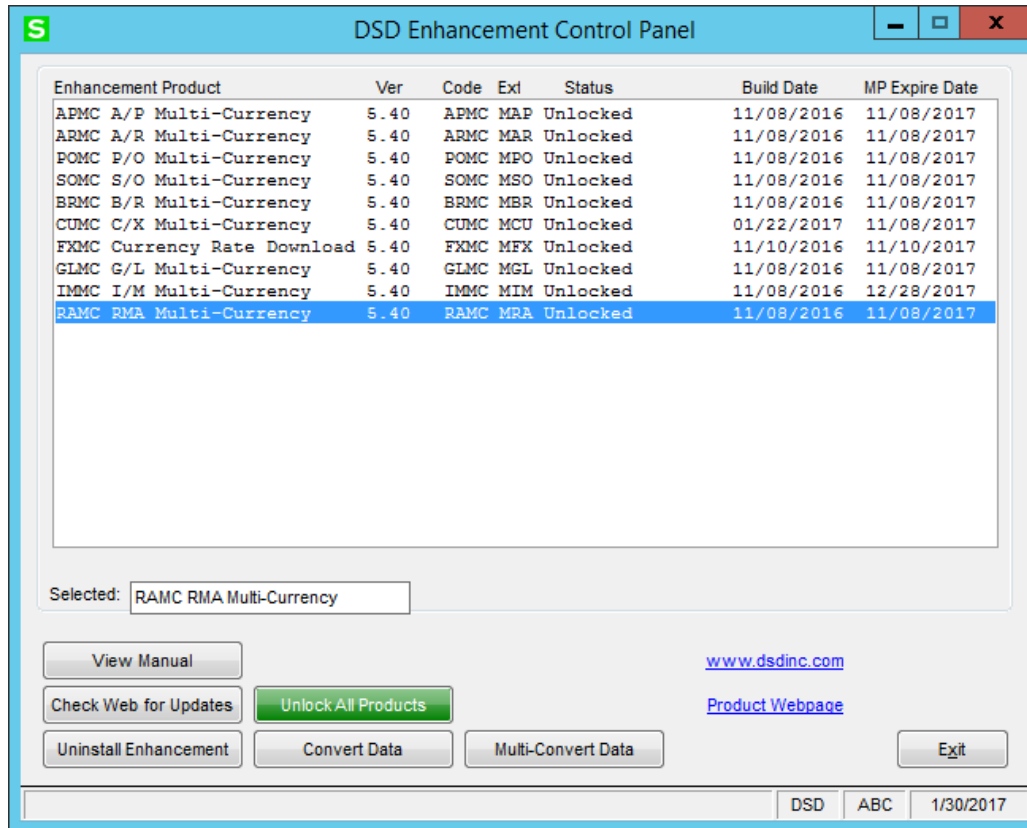 S DSD Enhancement Control Panel x
Enhancement Product Ver Code Ext Status Build Date MP Expire Date
APMC A/P Multi-Currency 5.40 APMC MAP Unlocked 11/08/2016 11/08/2017
ARMC A/R Multi-Currency 5.40 ARMC MAR Unlocked 11/08/2016 11/08/2017
POMC P/O Multi-Currency 5.40 POMC MPO Unlocked 11/08/2016 11/08/2017
SOMC S/O Multi-Currency 5.40 SOMC MSO Unlocked 11/08/2016 11/08/2017
BRMC B/R Multi-Currency 5.40 BRMC MBR Unlocked 11/08/2016 11/08/2017
CUMC C/X Multi-Currency 5.40 CUMC MCU Unlocked 01/22/2017 11/08/2017
FXMC Currency Rate Download 5.40 FXMC MFX Unlocked 11/10/2016 11/10/2017
GLMC G/L Multi-Currency 5.40 GLMC MGL Unlocked 11/08/2016 11/08/2017
IMMC I/M Multi-Currency 5.40 IMMC MIM Unlocked 11/08/2016 12/28/2017
RAMC RMA Multi-Currency 5.40 RAMC MRA Unlocked 11/08/2016 11/08/2017
Selected: RAMC RMA Multi-Currency
View Manual www.dsdinc.com
Check Web for Updates Unlock All Products Product Webpage
Uninstall Enhancement Convert Data Multi-Convert Data Exit
DSD ABC 1/30/2017